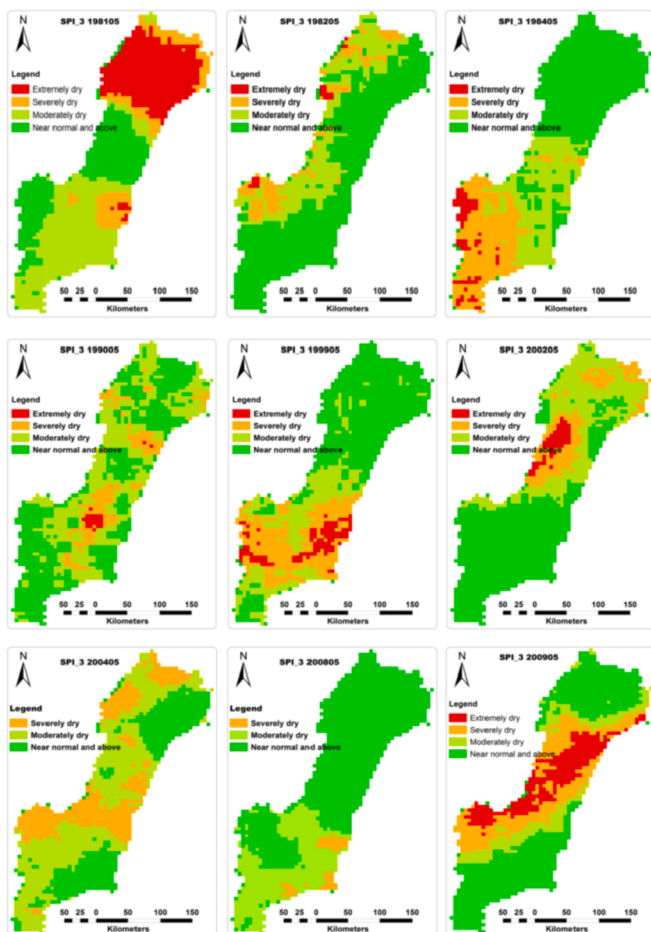 SPI_3 198105
N
Legend
Extremely dry
Severely dry
Moderately dry
Near normal and above
50 25 0 50 100 150
Kilometers
SPI_3 198205
N
Legend
Extremely dry
Severely dry
Moderately dry
Near normal and above
50 25 0 50 100 150
Kilometers
SPI_3 198405
N
Legend
Extremely dry
Severely dry
Moderately dry
Near normal and above
50 25 0 50 100 150
Kilometers
SPI_3 199005
N
Legend
Extremely dry
Severely dry
Moderately dry
Near normal and above
50 25 0 50 100 150
Kilometers
SPI_3 199905
N
Legend
Extremely dry
Severely dry
Moderately dry
Near normal and above
50 25 0 50 100 150
Kilometers
SPI_3 200205
N
Legend
Extremely dry
Severely dry
Moderately dry
Near normal and above
50 25 0 50 100 150
Kilometers
SPI_3 200405
N
Legend
Severely dry
Moderately dry
Near normal and above
50 25 0 50 100 150
Kilometers
SPI_3 200805
N
Legend
Severely dry
Moderately dry
Near normal and above
50 25 0 50 100 150
Kilometers
SPI_3 200905
N
Legend
Extremely dry
Severely dry
Moderately dry
Near normal and above
50 25 0 50 100 150
Kilometers